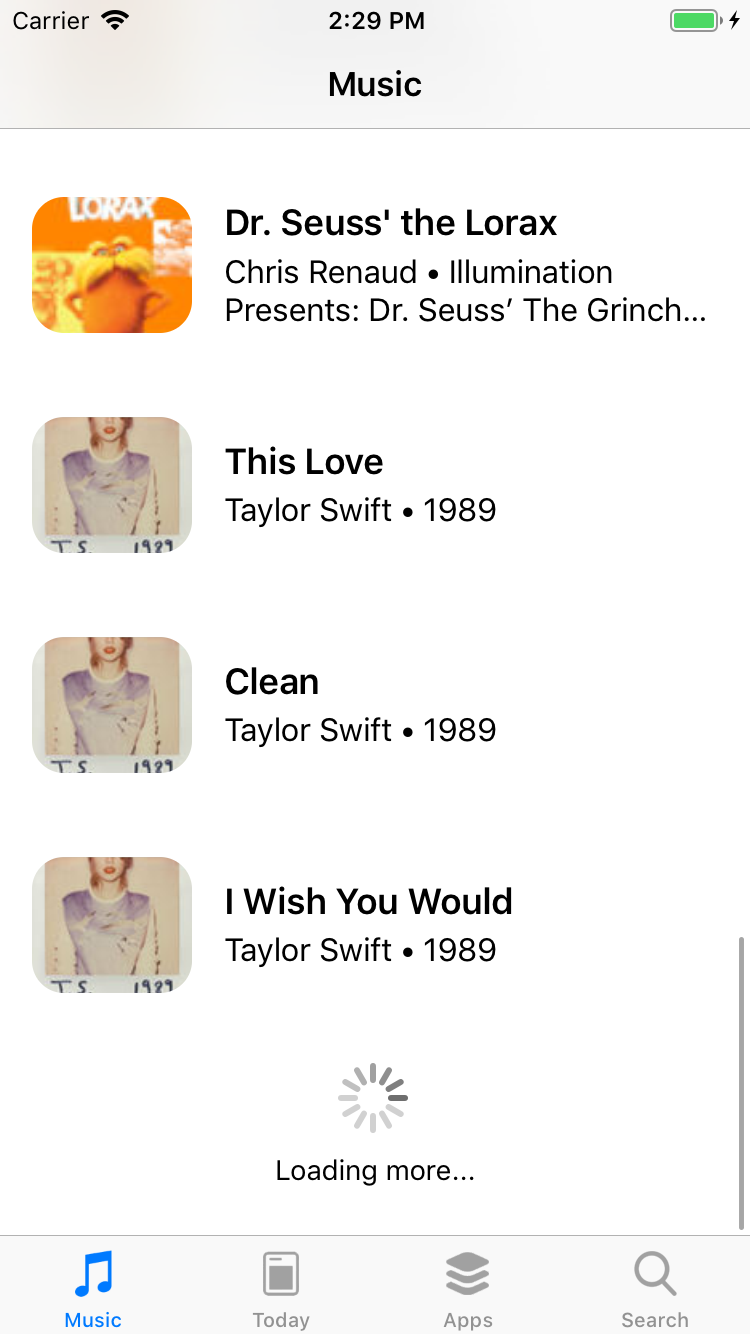 Carrier 2:29 PM
Music
LORAX
Dr. Seuss' the Lorax
Chris Renaud • Illumination
Presents: Dr. Seuss’ The Grinch...
T.S. 1989
This Love
Taylor Swift • 1989
T.S. 1989
Clean
Taylor Swift • 1989
T.S. 1989
I Wish You Would
Taylor Swift • 1989
Loading more...
Music Today Apps Search